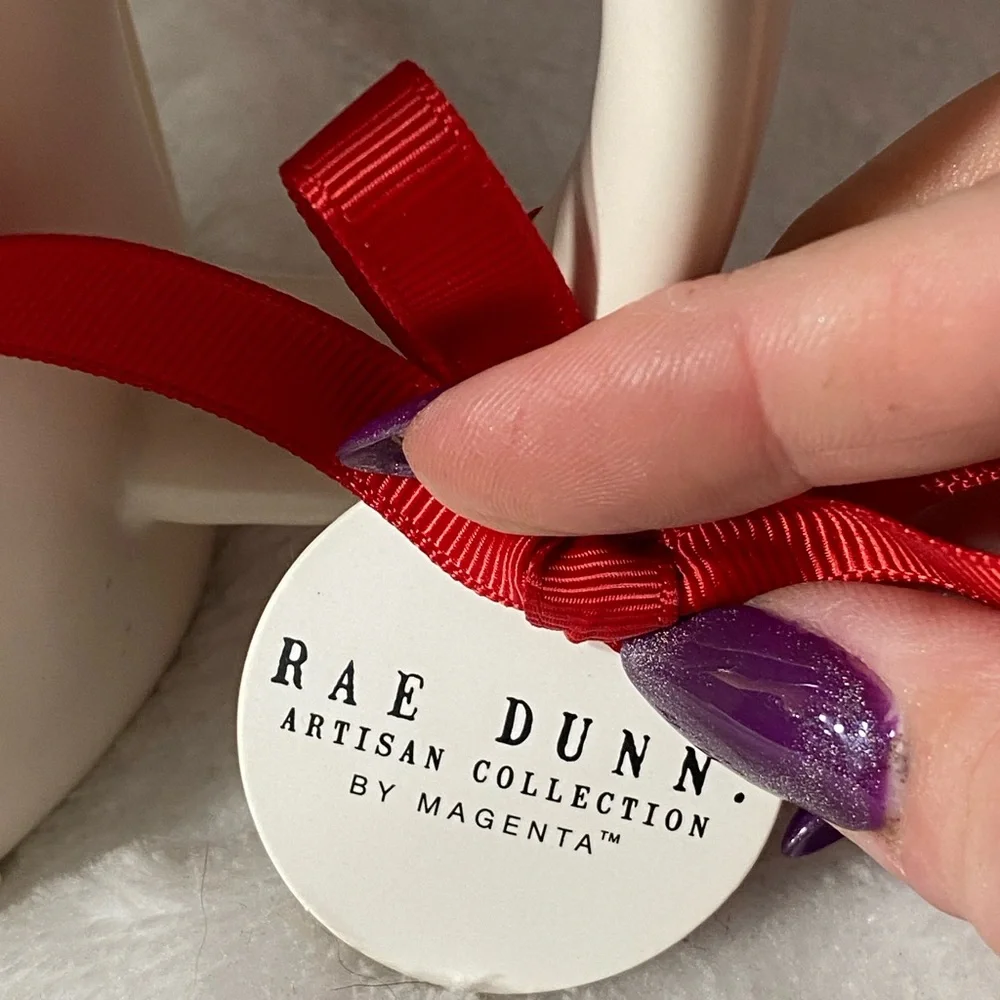 RAE DUNN.
ARTISAN COLLECTION
BY MAGENTA™